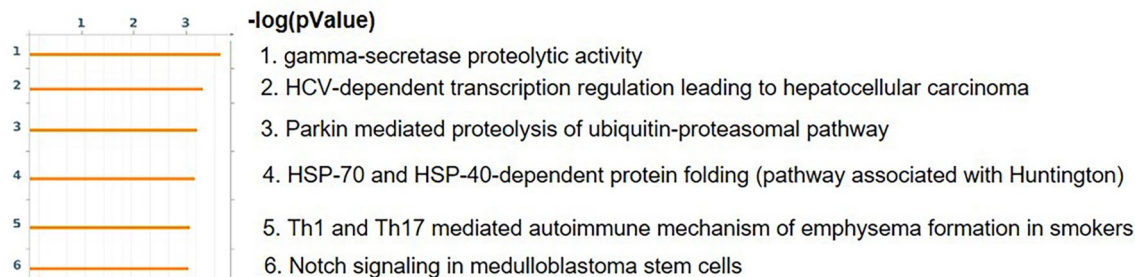 1 2 3 -log(pValue)
1 1. gamma-secretase proteolytic activity
2 2. HCV-dependent transcription regulation leading to hepatocellular carcinoma
3 3. Parkin mediated proteolysis of ubiquitin-proteasomal pathway
4 4. HSP-70 and HSP-40-dependent protein folding (pathway associated with Huntington)
5 5. Th1 and Th17 mediated autoimmune mechanism of emphysema formation in smokers
6 6. Notch signaling in medulloblastoma stem cells